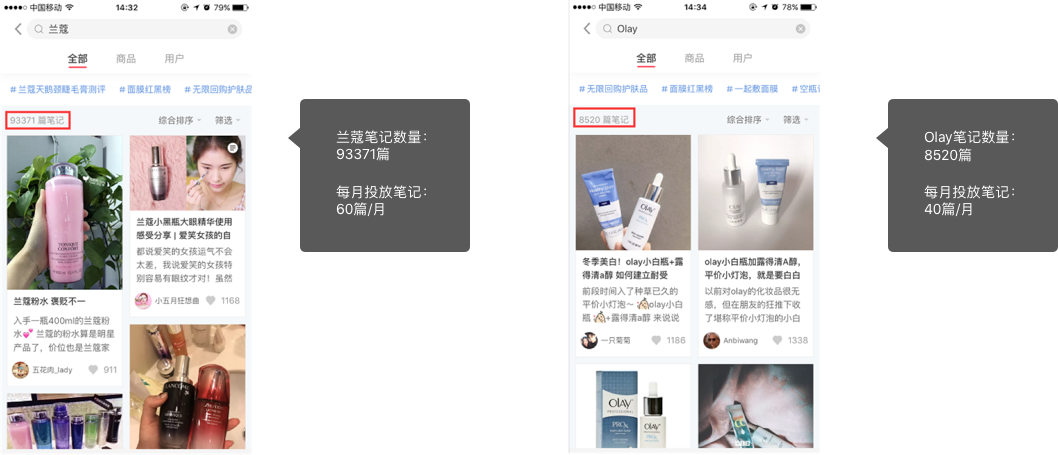 中国移动 14:32 79%
兰蔻
全部 商品 用户
#兰蔻天鹅颈睫毛膏测评 #面膜红黑榜 #无限回购护肤品
93371 篇笔记 综合排序 筛选
TONIQUE
CONFORT
兰蔻粉水 褒贬不一
入手一瓶400ml的兰蔻粉
水💕 兰蔻的粉水算是明星
产品了，价位也是兰蔻家
五花肉_lady 911
兰蔻小黑瓶大眼精华使用
感受分享 | 爱笑女孩的自
都说爱笑的女孩运气不会
太差，我说爱笑的女孩特
别容易有眼纹才对！虽然
小五月狂想曲 1168
LANCOME
兰蔻笔记数量：
93371篇
每月投放笔记：
60篇/月
中国移动 14:34 78%
Olay
全部 商品 用户
#无限回购护肤品 #面膜红黑榜 #一起敷面膜 #空瓶
8520 篇笔记 综合排序 筛选
OLAY
冬季美白！olay小白瓶+露
得清a醇 如何建立耐受
前段时间入了种草已久的
平价小灯泡～ olay小白
瓶 +露得清a醇 来说说
一只菊菊 1186
olay小白瓶加露得清A醇，
平价小灯泡，就是要白白
以前对olay的化妆品很无
感，但在朋友的狂推下收
了堪称平价小灯泡的小白
Anbiwang 1338
OLAY
PROFESSIONAL
PRO X
OLAY
PRO X
Olay笔记数量：
8520篇
每月投放笔记：
40篇/月